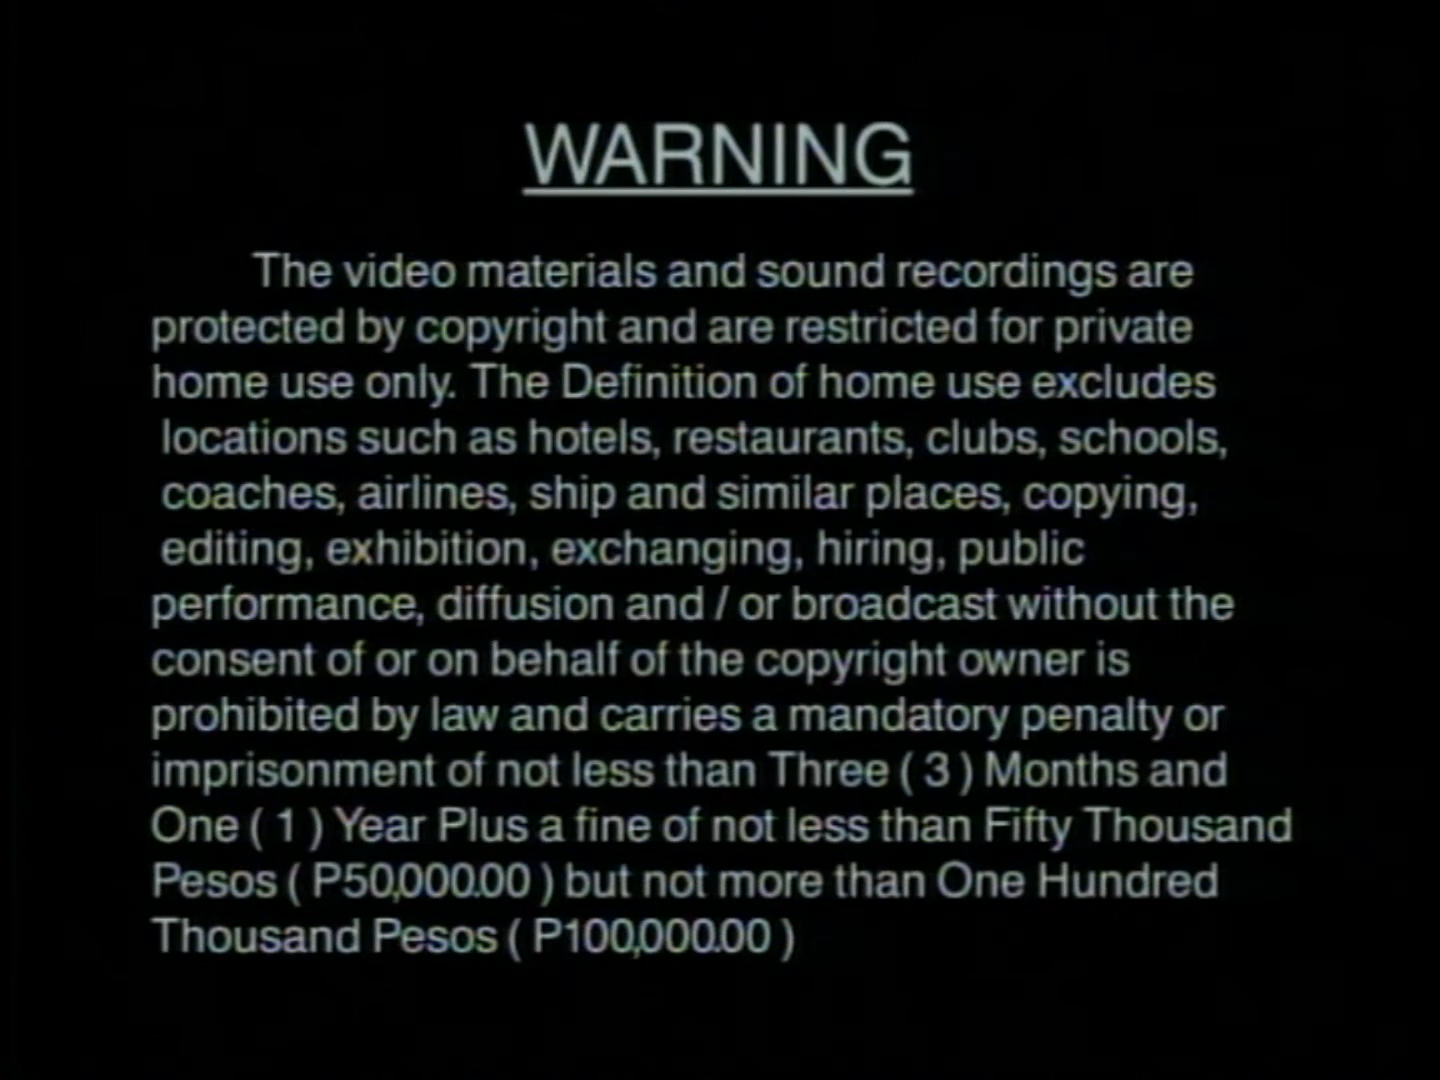 WARNING
The video materials and sound recordings are
protected by copyright and are restricted for private
home use only. The Definition of home use excludes
locations such as hotels, restaurants, clubs, schools,
coaches, airlines, ship and similar places, copying,
editing, exhibition, exchanging, hiring, public
performance, diffusion and / or broadcast without the
consent of or on behalf of the copyright owner is
prohibited by law and carries a mandatory penalty or
imprisonment of not less than Three ( 3 ) Months and
One ( 1 ) Year Plus a fine of not less than Fifty Thousand
Pesos ( P50,000.00 ) but not more than One Hundred
Thousand Pesos ( P100,000.00 )